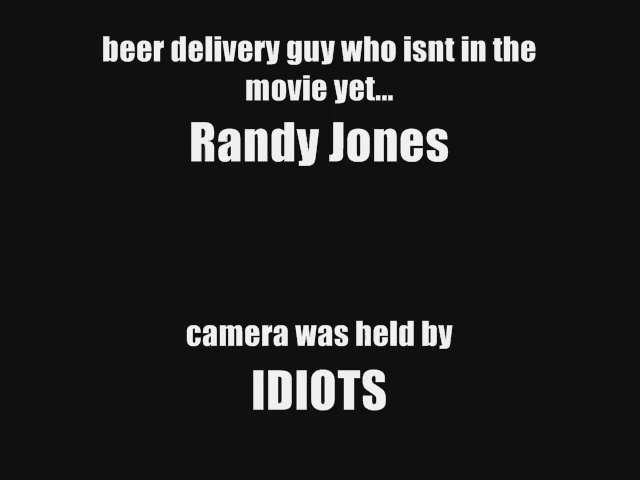 beer delivery guy who isnt in the
movie yet...
Randy Jones
camera was held by
IDIOTS